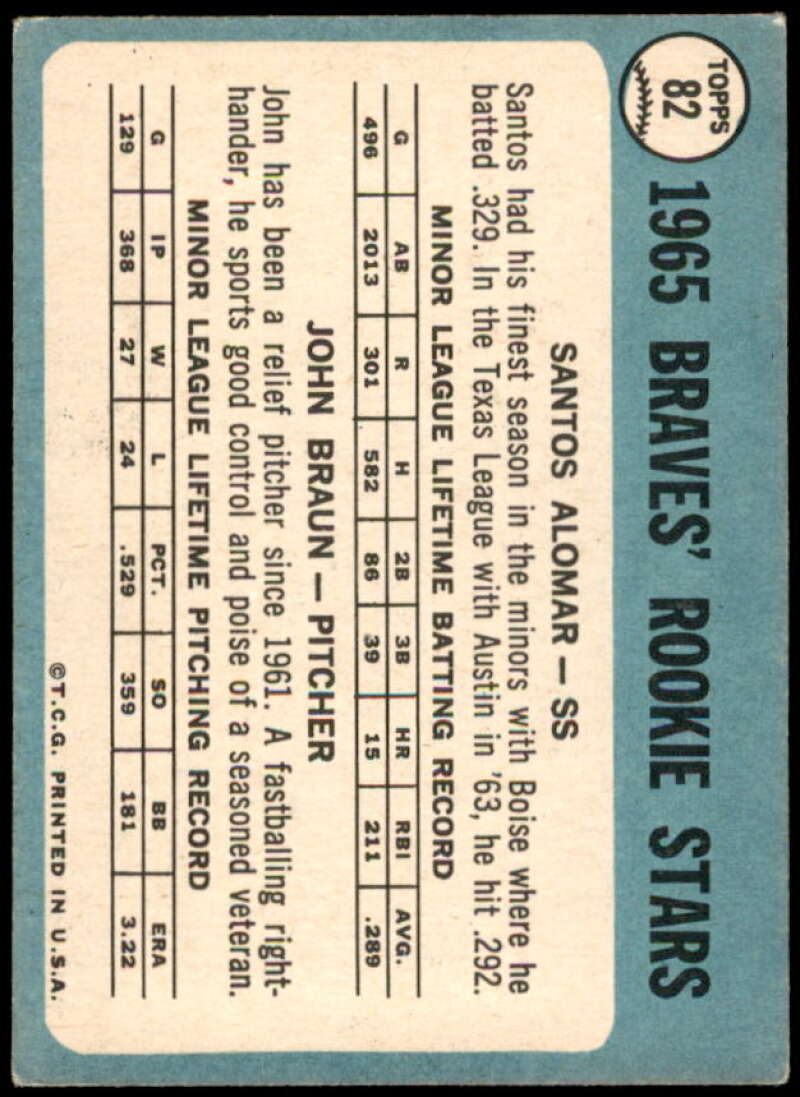 TOPPS
82
1965 BRAVES' ROOKIE STARS
SANTOS ALOMAR — SS
Santos had his finest season in the minors with Boise where he
batted .329. In the Texas League with Austin in '63, he hit .292.
MINOR LEAGUE LIFETIME BATTING RECORD
G AB R H 2B 3B HR RBI AVG.
496 2013 301 582 86 39 15 211 .289
JOHN BRAUN — PITCHER
John has been a relief pitcher since 1961. A fastballing right-
hander, he sports good control and poise of a seasoned veteran.
MINOR LEAGUE LIFETIME PITCHING RECORD
G IP W L PCT. SO BB ERA
129 368 27 24 .529 359 181 3.22
©T.C.G. PRINTED IN U.S.A.